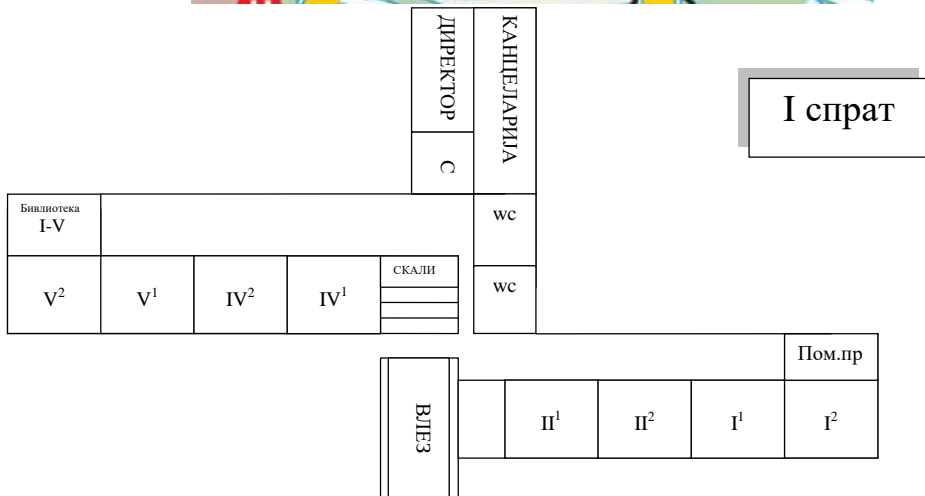 ДИРЕКТОР
КАНЦЕЛАРИЈА
I спрат
С
Библиотека
I-V
wc
V²
V¹
IV²
IV¹
СКАЛИ
wc
Пом.пр
ВЛЕЗ
II¹
II²
I¹
I²